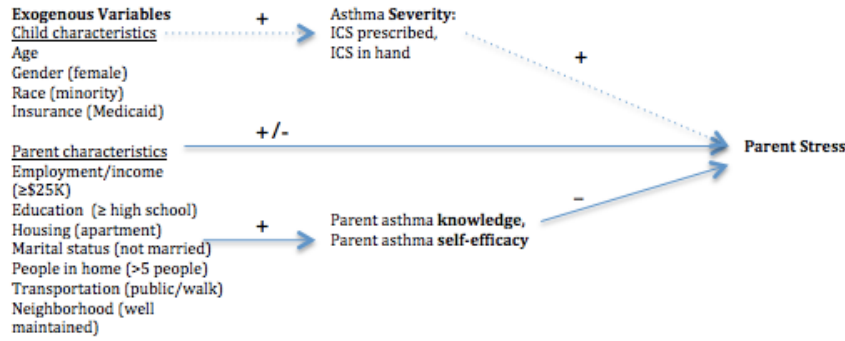 Exogenous Variables
Child characteristics
Age
Gender (female)
Race (minority)
Insurance (Medicaid)
+
Asthma Severity:
ICS prescribed,
ICS in hand
+
+/-
Parent Stress
Parent characteristics
Employment/income
(≥$25K)
Education (≥ high school)
Housing (apartment)
Marital status (not married)
People in home (>5 people)
Transportation (public/walk)
Neighborhood (well
maintained)
+
Parent asthma knowledge,
Parent asthma self-efficacy
–